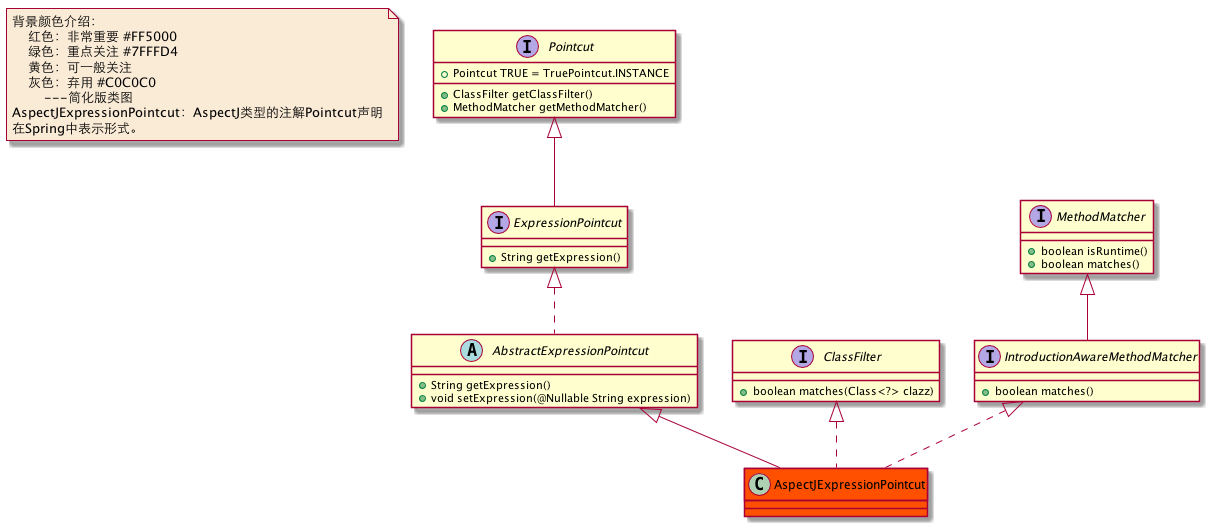 背景颜色介绍：
红色：非常重要 #FF5000
绿色：重点关注 #7FFFD4
黄色：可一般关注
灰色：弃用 #C0C0C0
---简化版类图
AspectJExpressionPointcut：AspectJ类型的注解Pointcut声明
在Spring中表示形式。
I Pointcut
Pointcut TRUE = TruePointcut.INSTANCE
ClassFilter getClassFilter()
MethodMatcher getMethodMatcher()
I ExpressionPointcut
String getExpression()
I MethodMatcher
boolean isRuntime()
boolean matches()
A AbstractExpressionPointcut
String getExpression()
void setExpression(@Nullable String expression)
I ClassFilter
boolean matches(Class<?> clazz)
I IntroductionAwareMethodMatcher
boolean matches()
C AspectJExpressionPointcut